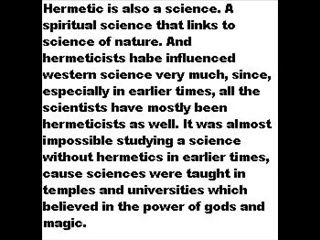 Hermetic is also a science. A
spiritual science that links to
science of nature. And
hermeticists habe influenced
western science very much, since,
especially in earlier times, all the
scientists have mostly been
hermeticists as well. It was almost
impossible studying a science
without hermetics in earlier times,
cause sciences were taught in
temples and universities which
believed in the power of gods and
magic.